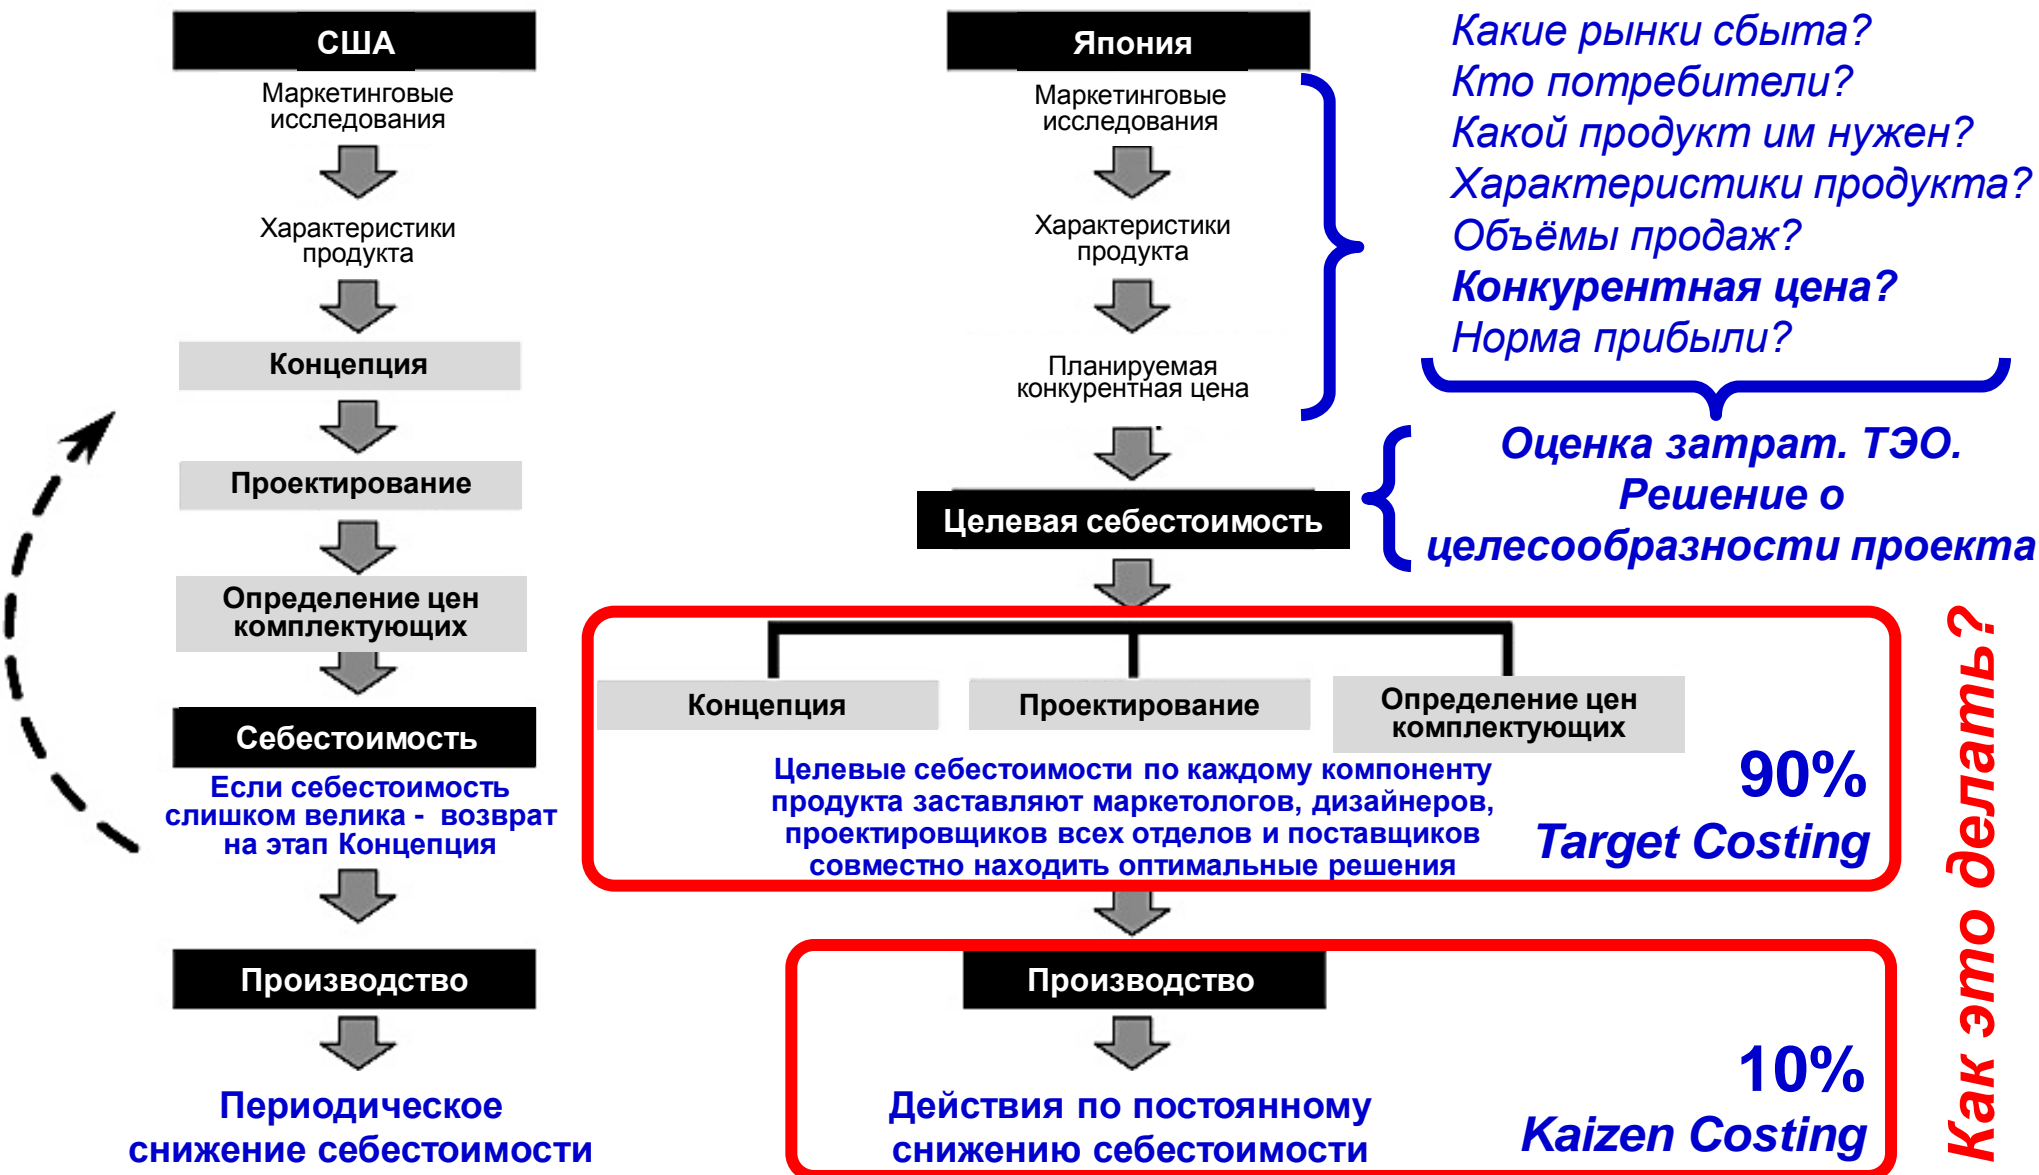 США
Маркетинговые
исследования
Характеристики
продукта
Концепция
Проектирование
Определение цен
комплектующих
Себестоимость
Если себестоимость
слишком велика - возврат
на этап Концепция
Производство
Периодическое
снижение себестоимости
Япония
Маркетинговые
исследования
Характеристики
продукта
Планируемая
конкурентная цена
Целевая себестоимость
Концепция
Проектирование
Определение цен
комплектующих
Целевые себестоимости по каждому компоненту
продукта заставляют маркетологов, дизайнеров,
проектировщиков всех отделов и поставщиков
совместно находить оптимальные решения
90%
Target Costing
Производство
Действия по постоянному
снижению себестоимости
10%
Kaizen Costing
Какие рынки сбыта?
Кто потребители?
Какой продукт им нужен?
Характеристики продукта?
Объёмы продаж?
Конкурентная цена?
Норма прибыли?
Оценка затрат. ТЭО.
Решение о
целесообразности проекта
Как это делать?